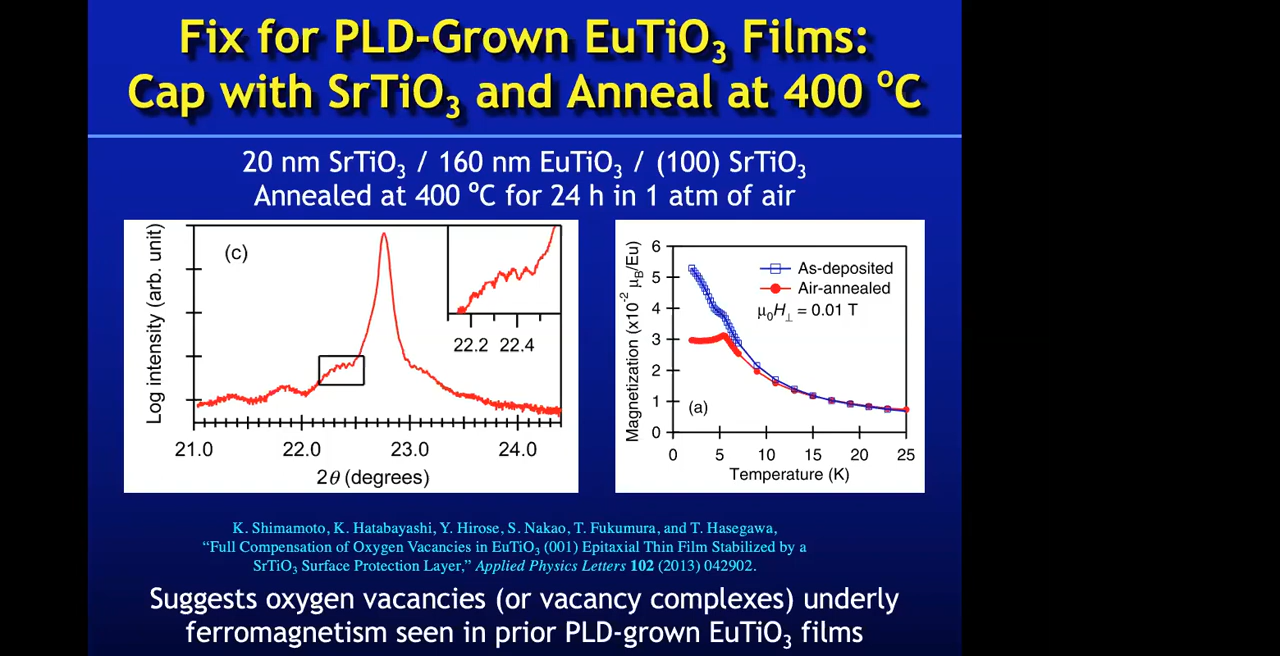 Fix for PLD-Grown EuTiO₃ Films:
Cap with SrTiO₃ and Anneal at 400 ºC
20 nm SrTiO₃ / 160 nm EuTiO₃ / (100) SrTiO₃
Annealed at 400 ºC for 24 h in 1 atm of air
Log intensity (arb. unit)
(c)
22.2 22.4
21.0 22.0 23.0 24.0
2θ (degrees)
Magnetization (x10⁻² μB/Eu)
6
5
4
3
2
1
0
As-deposited
Air-annealed
μ₀H⊥ = 0.01 T
(a)
0 5 10 15 20 25
Temperature (K)
K. Shimamoto, K. Hatabayashi, Y. Hirose, S. Nakao, T. Fukumura, and T. Hasegawa,
“Full Compensation of Oxygen Vacancies in EuTiO₃ (001) Epitaxial Thin Film Stabilized by a
SrTiO₃ Surface Protection Layer,” Applied Physics Letters 102 (2013) 042902.
Suggests oxygen vacancies (or vacancy complexes) underly
ferromagnetism seen in prior PLD-grown EuTiO₃ films